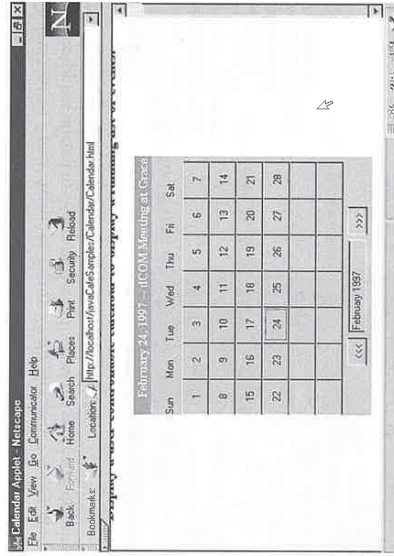 Calendar Applet - Netscape
File Edit View Go Communicator Help
Back Forward Home Search Places Print Security Reload
Bookmarks: Location: http://localhost/JavaCafeSamples/Calendar/Calendar.html
February 24, 1997 -- Meeting at Grace
Sun Mon Tue Wed Thu Fri Sat
1 2 3 4 5 6 7
8 9 10 11 12 13 14
15 16 17 18 19 20 21
22 23 24 25 26 27 28
<<< February 1997 >>>